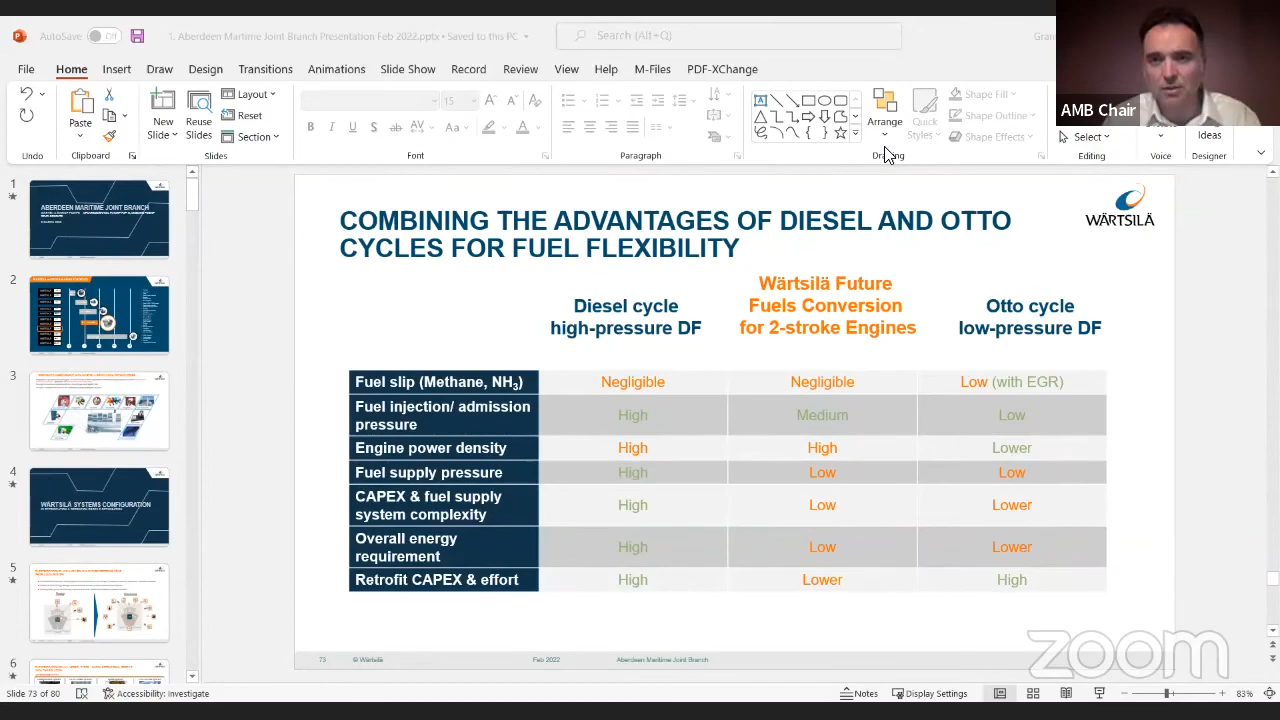 AutoSave Off
1. Aberdeen Martime Joint Branch Presentation Feb 2022.pptx • Saved to this PC
Search (Alt+Q)
File Home Insert Draw Design Transitions Animations Slide Show Record Review View Help M-Files PDF-XChange
AMB Chair
Paste
New Slide
Reuse Slides
Layout
Reset
Section
15
Arrange
Quick Styles
Shape Fill
Shape Outline
Shape Effects
Select
Ideas
Undo Clipboard Slides Font Paragraph Drawing Editing Voice Designer
1
ABERDEEN MARITIME JOINT BRANCH
2
3
4
WÄRTSILÄ SYSTEMS CONFIGURATION
5
6
WÄRTSILÄ
COMBINING THE ADVANTAGES OF DIESEL AND OTTO
CYCLES FOR FUEL FLEXIBILITY
Diesel cycle
high-pressure DF
Wärtsilä Future
Fuels Conversion
for 2-stroke Engines
Otto cycle
low-pressure DF
Fuel slip (Methane, NH3) Negligible Negligible Low (with EGR)
Fuel injection/ admission
pressure High Medium Low
Engine power density High High Lower
Fuel supply pressure High Low Low
CAPEX & fuel supply
system complexity High Low Lower
Overall energy
requirement High Low Lower
Retrofit CAPEX & effort High Lower High
73 © Wärtsilä Feb 2022 Aberdeen Maritime Joint Branch
zoom
Accessibility: Investigate Notes Display Settings 83%